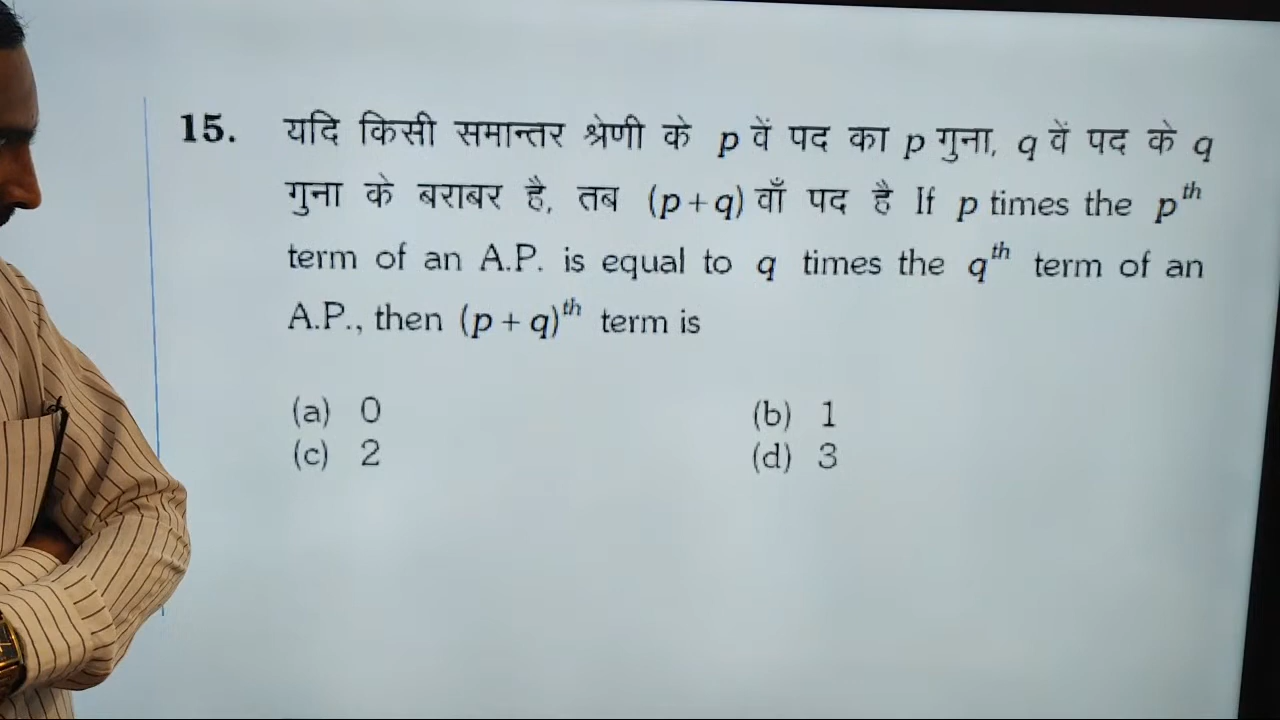 15. यदि किसी समान्तर श्रेणी के p वें पद का p गुना, q वें पद के q
गुना के बराबर है, तब (p+q) वाँ पद है If p times the p^th
term of an A.P. is equal to q times the q^th term of an
A.P., then (p+q)^th term is
(a) 0 (b) 1
(c) 2 (d) 3